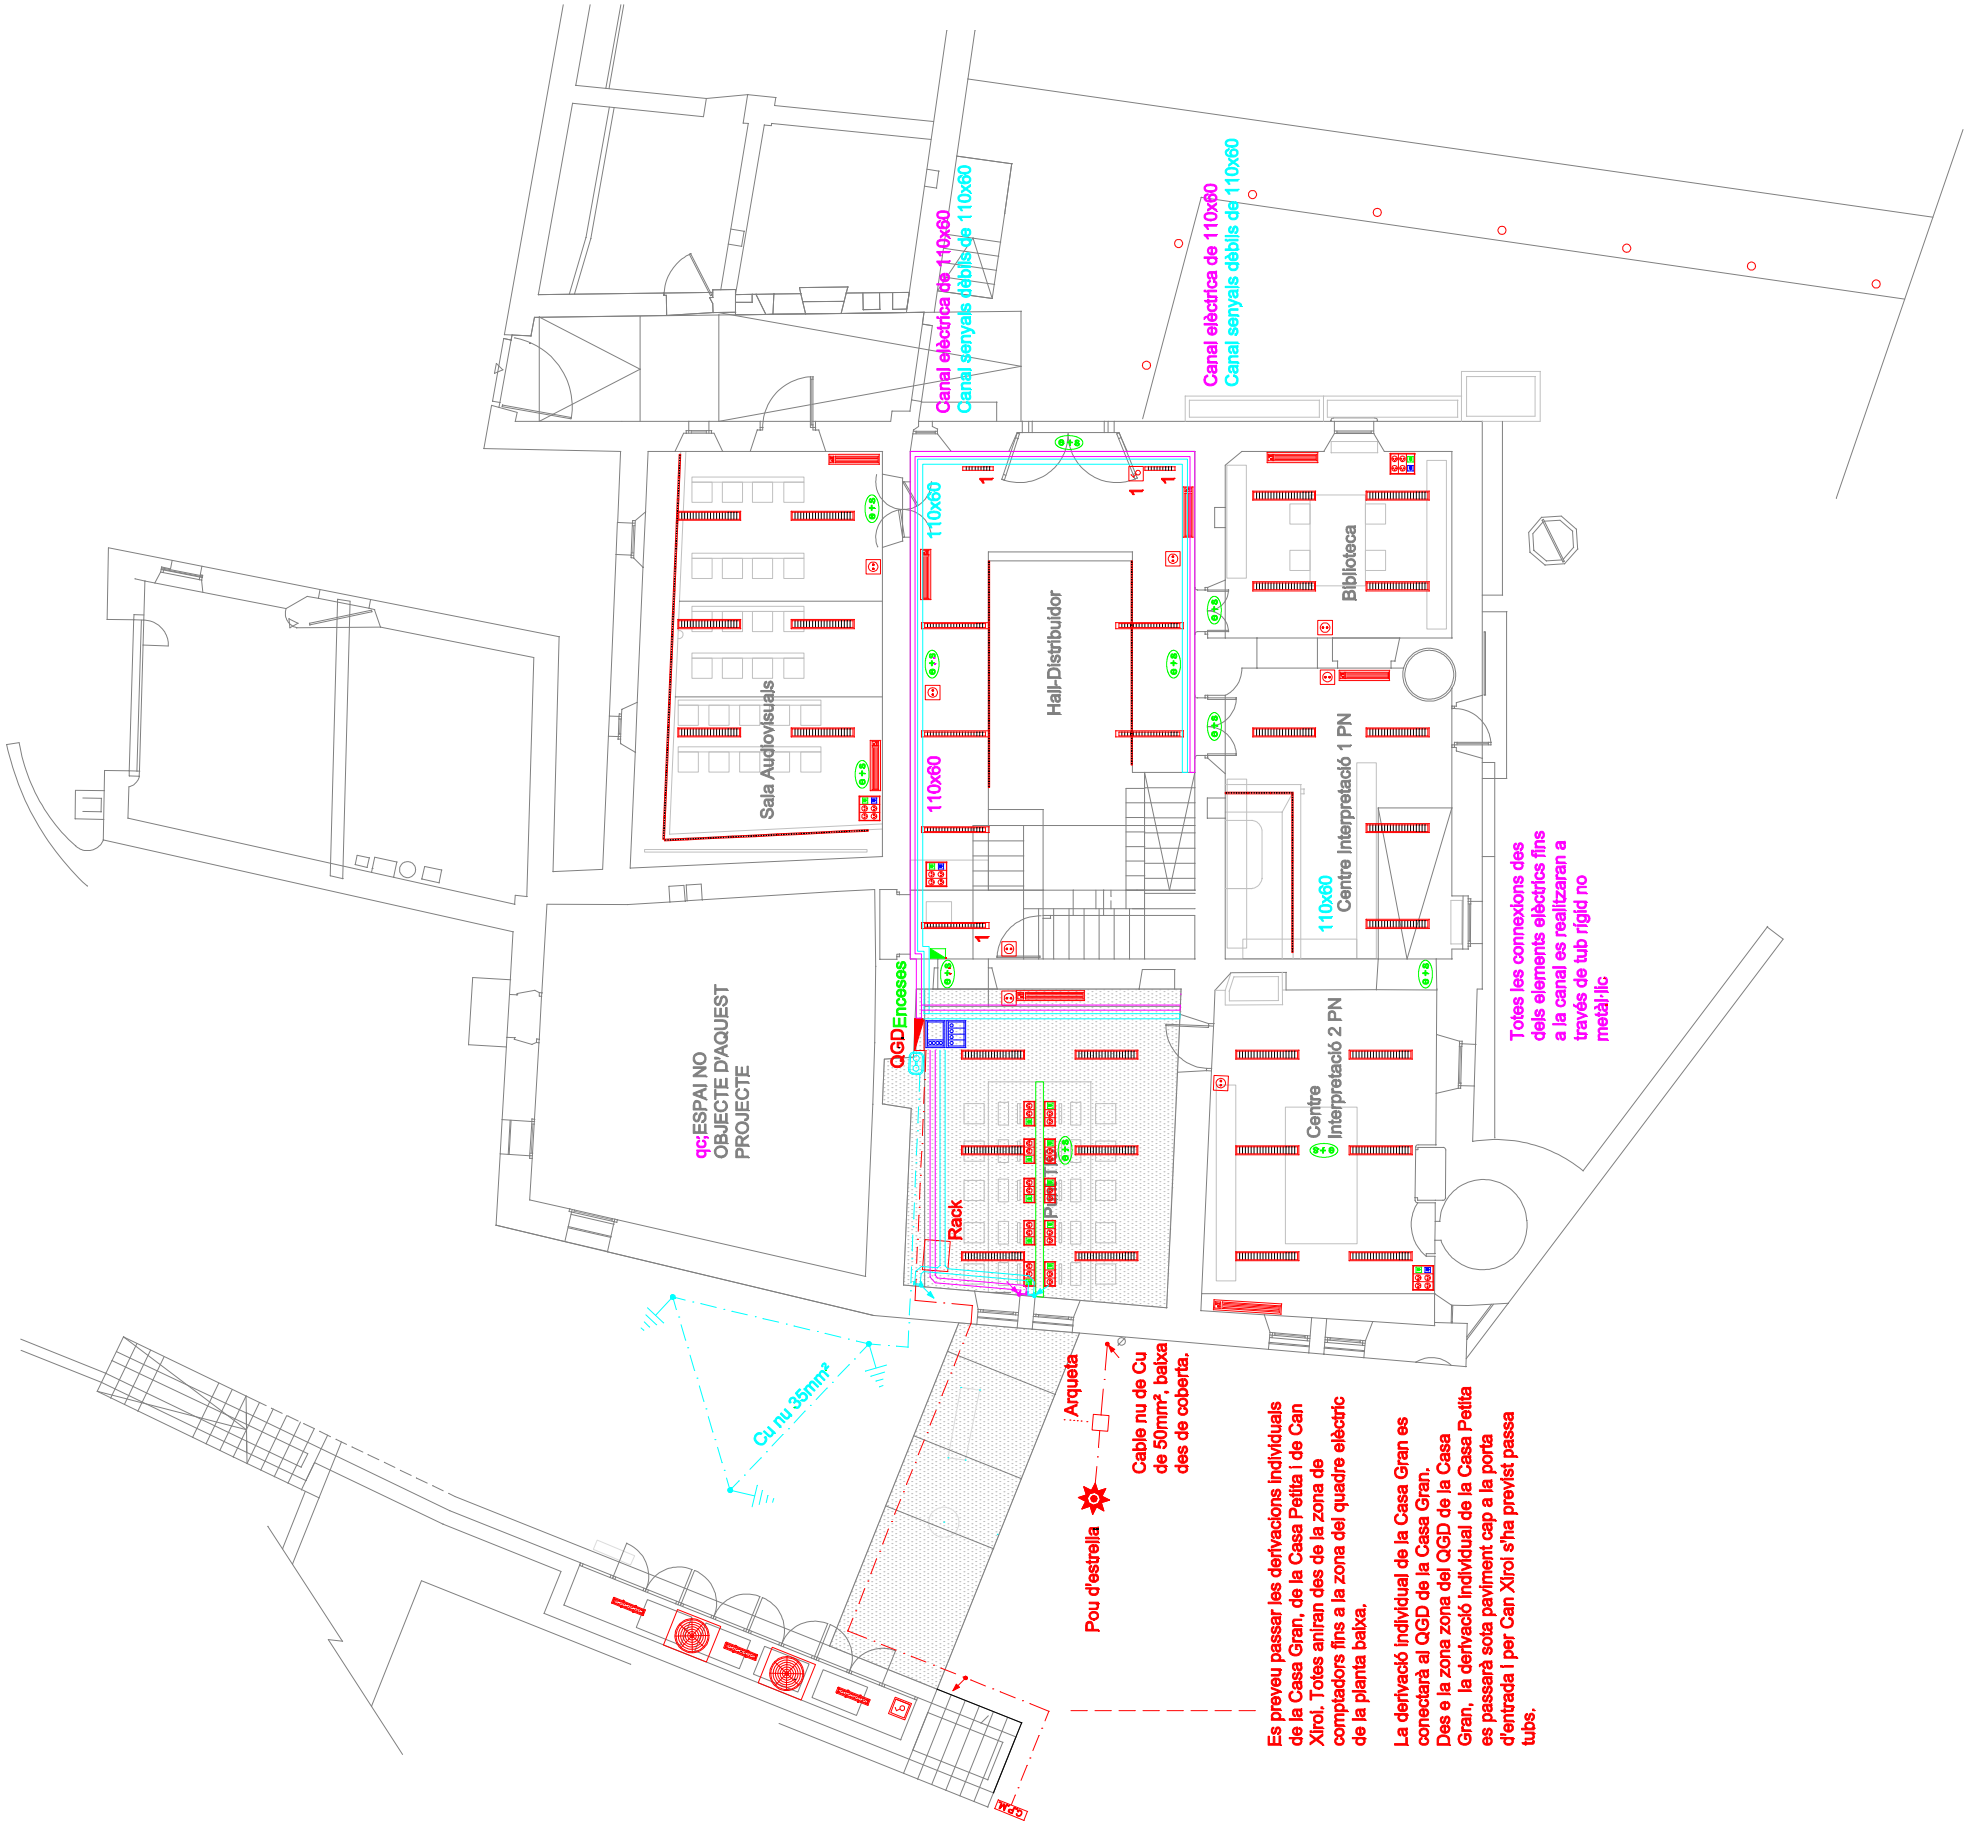 Canal elèctrica de 110x60
Canal senyals dèbils de 110x60
Canal elèctrica de 110x60
Canal senyals dèbils de 110x60
110x60
110x60
Sala Audiovisuals
Hall-Distribuidor
Biblioteca
Centre Interpretació 1 PN
110x60
1
1
1
1
e+s
e+s
e+s
e+s
e+s
e+s
e+s
e+s
e+s
e+s
e+s
e+s
QGD
Enceses
qc;ESPAI NO
OBJECTE D'AQUEST
PROJECTE
Centre
Interpretació 2 PN
Rack
Totes les connexions des
dels elements elèctrics fins
a la canal es realitzaran a
través de tub rígid no
metàl·lic
Cu nu 35mm²
Arqueta
Cable nu de Cu
de 50mm², baixa
des de coberta.
Pou d'estrella
Es preveu passar les derivacions individuals
de la Casa Gran, de la Casa Petita i de Can
Xirol. Totes aniran des de la zona de
comptadors fins a la zona del quadre elèctric
de la planta baixa.
La derivació individual de la Casa Gran es
conectarà al QGD de la Casa Gran.
Des e la zona zona del QGD de la Casa
Gran, la derivació individual de la Casa Petita
es passarà sota paviment cap a la porta
d'entrada i per Can Xirol s'ha previst passa
tubs.
C.P.M.